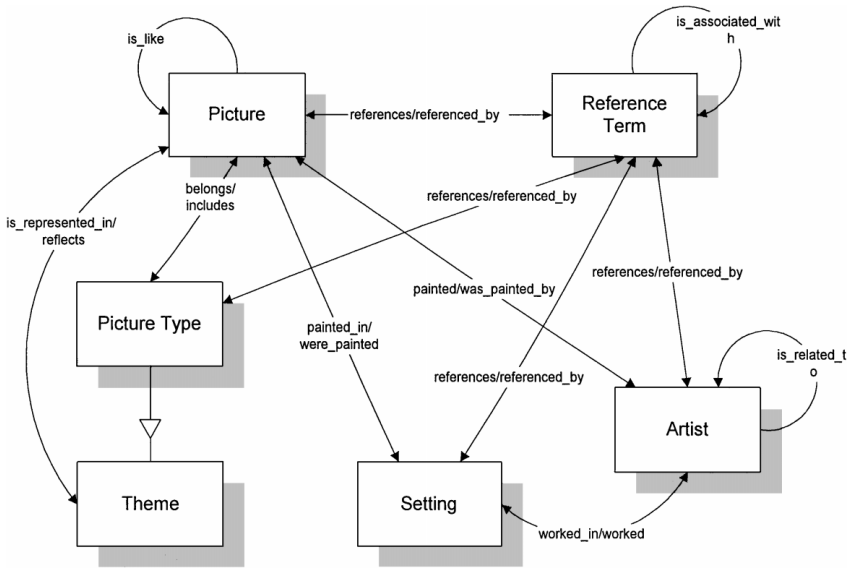 is_like
is_associated_wit
h
Picture
references/referenced_by
Reference
Term
belongs/
includes
references/referenced_by
is_represented_in/
reflects
references/referenced_by
painted/was_painted_by
Picture Type
painted_in/
were_painted
is_related_t
o
references/referenced_by
Artist
Theme
Setting
worked_in/worked